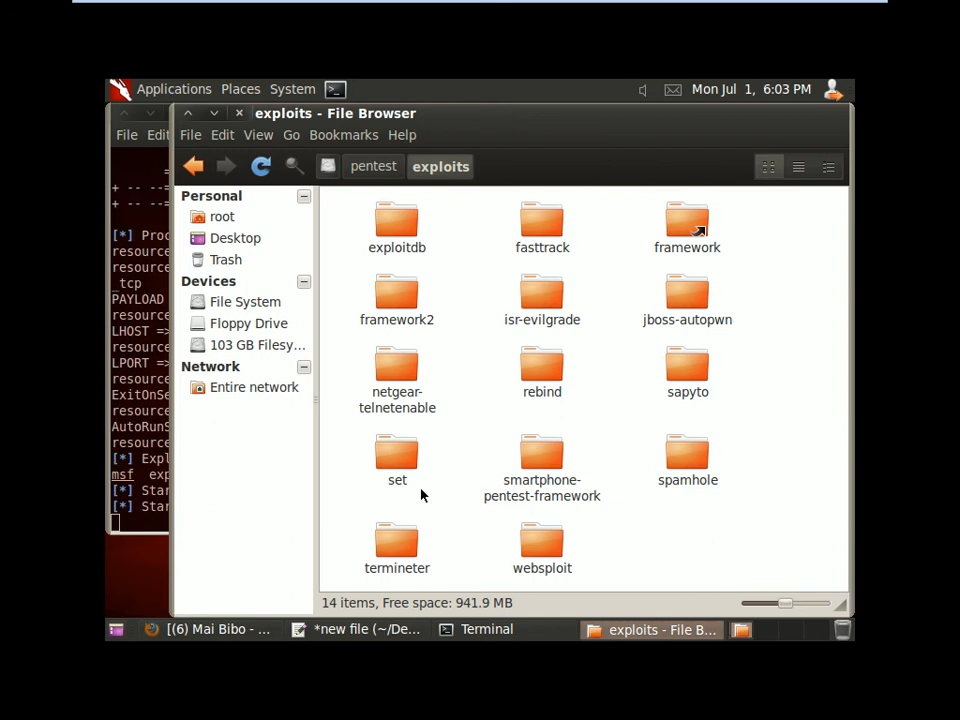 Applications Places System Mon Jul 1, 6:03 PM
exploits - File Browser
File Edit View Go Bookmarks Help
File Edit
pentest exploits
=
+ -- --=
+ -- --=
[*] Proc
resource
resource
_tcp
PAYLOAD
resource
LHOST =>
resource
LPORT =>
resource
ExitOnSe
resource
AutoRunS
resource
[*] Expl
msf exp
[*] Star
[*] Star
Personal
root
Desktop
Trash
Devices
File System
Floppy Drive
103 GB Filesy...
Network
Entire network
exploitdb
fasttrack
framework
framework2
isr-evilgrade
jboss-autopwn
netgear-
telnetenable
rebind
sapyto
set
smartphone-
pentest-framework
spamhole
termineter
websploit
14 items, Free space: 941.9 MB
[(6) Mai Bibo - ... *new file (~/De... Terminal exploits - File B...